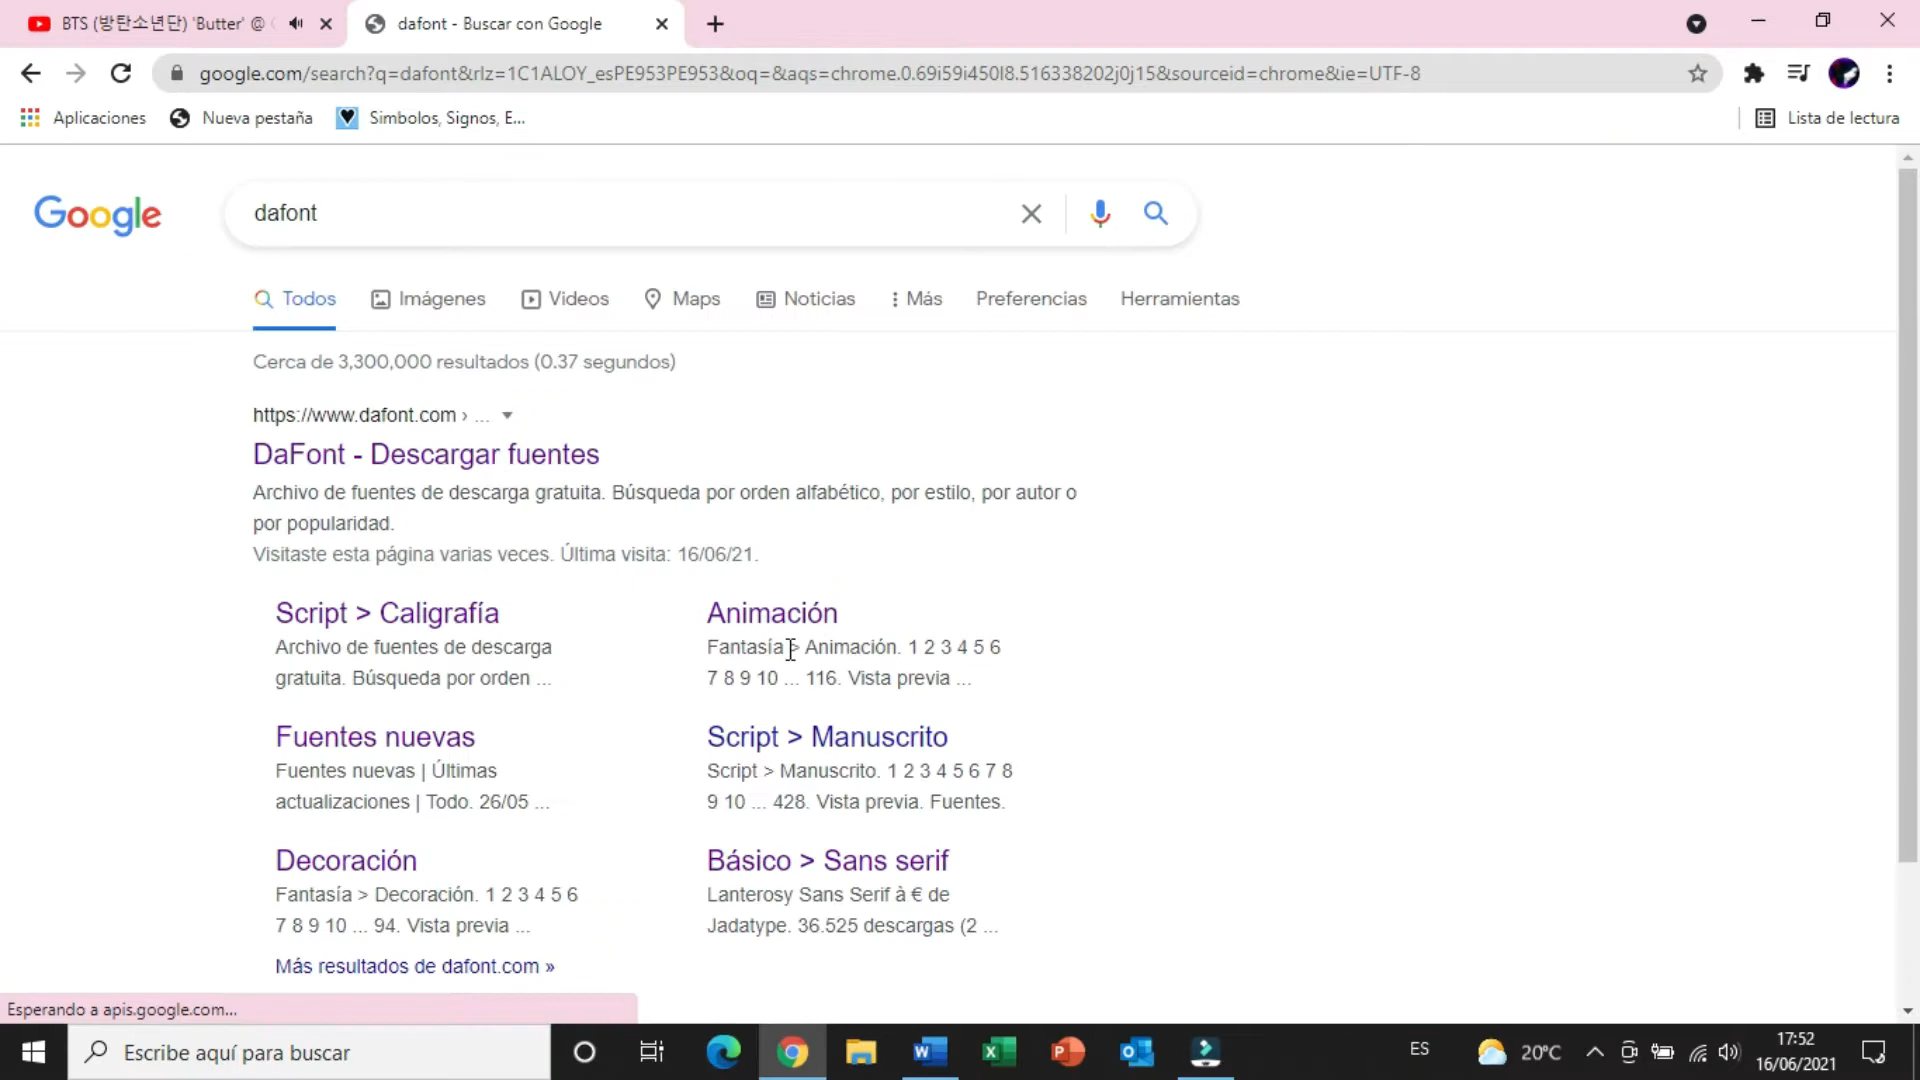 BTS (방탄소년단) 'Butter' @
dafont - Buscar con Google
google.com/search?q=dafont&rlz=1C1ALOY_esPE953PE953&oq=&aqs=chrome.0.69i59i450l8.516338202j0j15&sourceid=chrome&ie=UTF-8
Aplicaciones
Nueva pestaña
Simbolos, Signos, E...
Lista de lectura
Google
dafont
Todos
Imágenes
Videos
Maps
Noticias
Más
Preferencias
Herramientas
Cerca de 3,300,000 resultados (0.37 segundos)
https://www.dafont.com › ...
DaFont - Descargar fuentes
Archivo de fuentes de descarga gratuita. Búsqueda por orden alfabético, por estilo, por autor o
por popularidad.
Visitaste esta página varias veces. Última visita: 16/06/21.
Script > Caligrafía
Archivo de fuentes de descarga
gratuita. Búsqueda por orden ...
Animación
Fantasía > Animación. 1 2 3 4 5 6
7 8 9 10 ... 116. Vista previa ...
Fuentes nuevas
Fuentes nuevas | Últimas
actualizaciones | Todo. 26/05 ...
Script > Manuscrito
Script > Manuscrito. 1 2 3 4 5 6 7 8
9 10 ... 428. Vista previa. Fuentes.
Decoración
Fantasía > Decoración. 1 2 3 4 5 6
7 8 9 10 ... 94. Vista previa ...
Básico > Sans serif
Lanterosy Sans Serif à € de
Jadatype. 36.525 descargas (2 ...
Más resultados de dafont.com »
Esperando a apis.google.com...
Escribe aquí para buscar
ES
20°C
17:52
16/06/2021